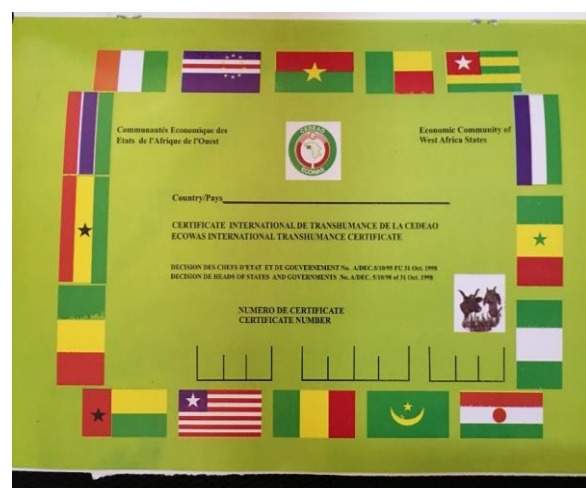 Communautés Economique des
Etats de l'Afrique de l'Ouest
CEDEAO
ECOWAS
Economic Community of
West Africa States
Country/Pays
CERTIFICATE INTERNATIONAL DE TRANSHUMANCE DE LA CEDEAO
ECOWAS INTERNATIONAL TRANSHUMANCE CERTIFICATE
DECISION DES CHEFS D'ETAT ET DE GOUVERNEMENT No. A/DEC.5/10/95 FU 31 Oct. 1998
DECISION DE HEADS OF STATES AND GOVERNMENTS No. A/DEC. 5/10/98 of 31 Oct. 1998
NUMERO DE CERTIFICATE
CERTIFICATE NUMBER